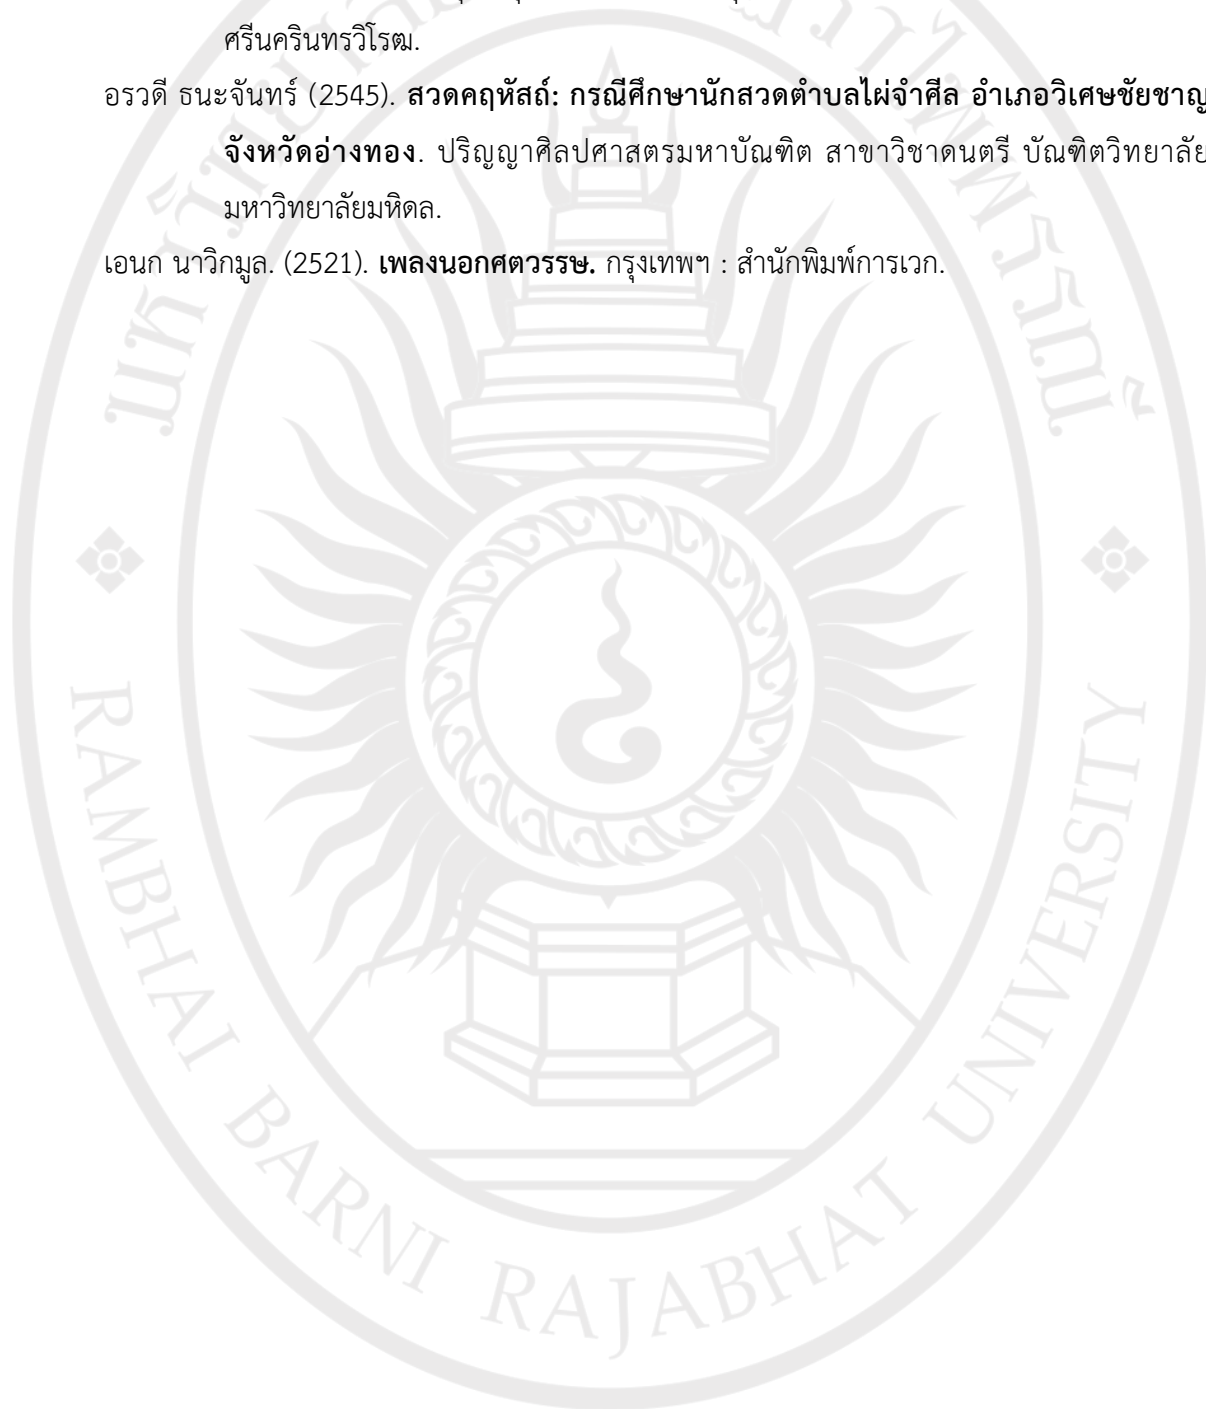 ศรีนครินทรวิโรฒ.
อรวดี ธนะจันทร์ (2545). สวดคฤหัสถ์: กรณีศึกษานักสวดตำบลไผ่จำศีล อำเภอวิเศษชัยชาญ
จังหวัดอ่างทอง. ปริญญาศิลปศาสตรมหาบัณฑิต สาขาวิชาดนตรี บัณฑิตวิทยาลัย
มหาวิทยาลัยมหิดล.
เอนก นาวิกมูล. (2521). เพลงนอกศตวรรษ. กรุงเทพฯ : สำนักพิมพ์การเวก.
RAMBHAI BARNI RAJABHAT UNIVERSITY